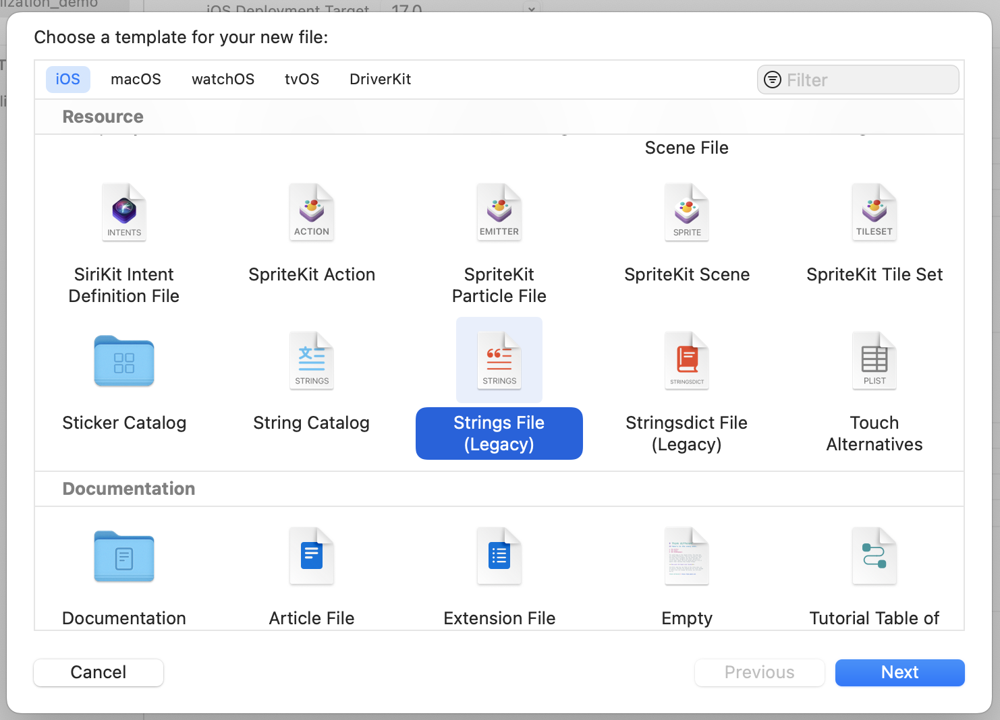 lization_demo
iOS Deployment Target 17.0
Choose a template for your new file:
iOS macOS watchOS tvOS DriverKit Filter
Resource
Scene File
INTENTS ACTION EMITTER SPRITE TILESET
SiriKit Intent
Definition File
SpriteKit Action
SpriteKit
Particle File
SpriteKit Scene
SpriteKit Tile Set
STRINGS STRINGS STRINGSDICT PLIST
Sticker Catalog
String Catalog
Strings File
(Legacy)
Stringsdict File
(Legacy)
Touch
Alternatives
Documentation
Documentation
Article File
Extension File
Empty
Tutorial Table of
Cancel Previous Next